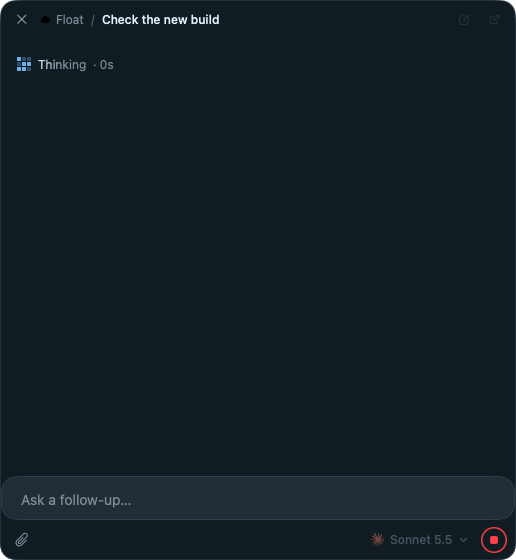 Float / Check the new build
Thinking · 0s
Ask a follow-up...
Sonnet 5.5